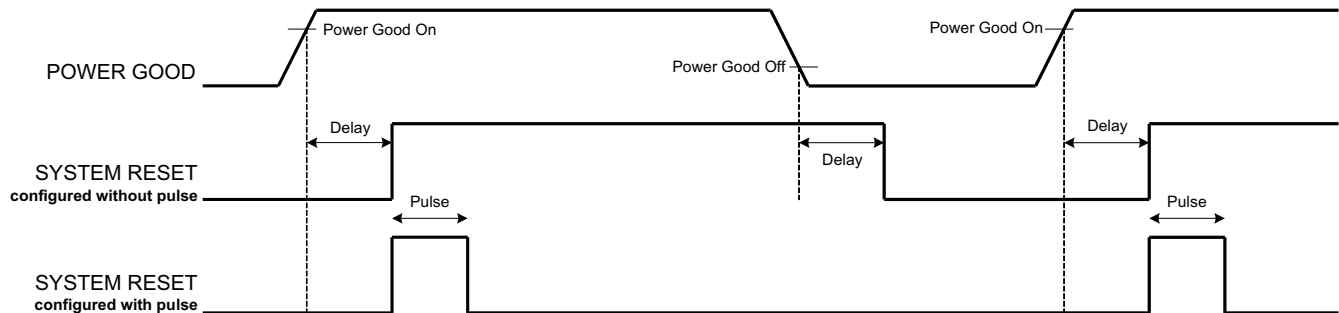 Power Good On
Power Good On
POWER GOOD
Power Good Off
Delay
Delay
Delay
SYSTEM RESET
configured without pulse
Pulse
Pulse
SYSTEM RESET
configured with pulse